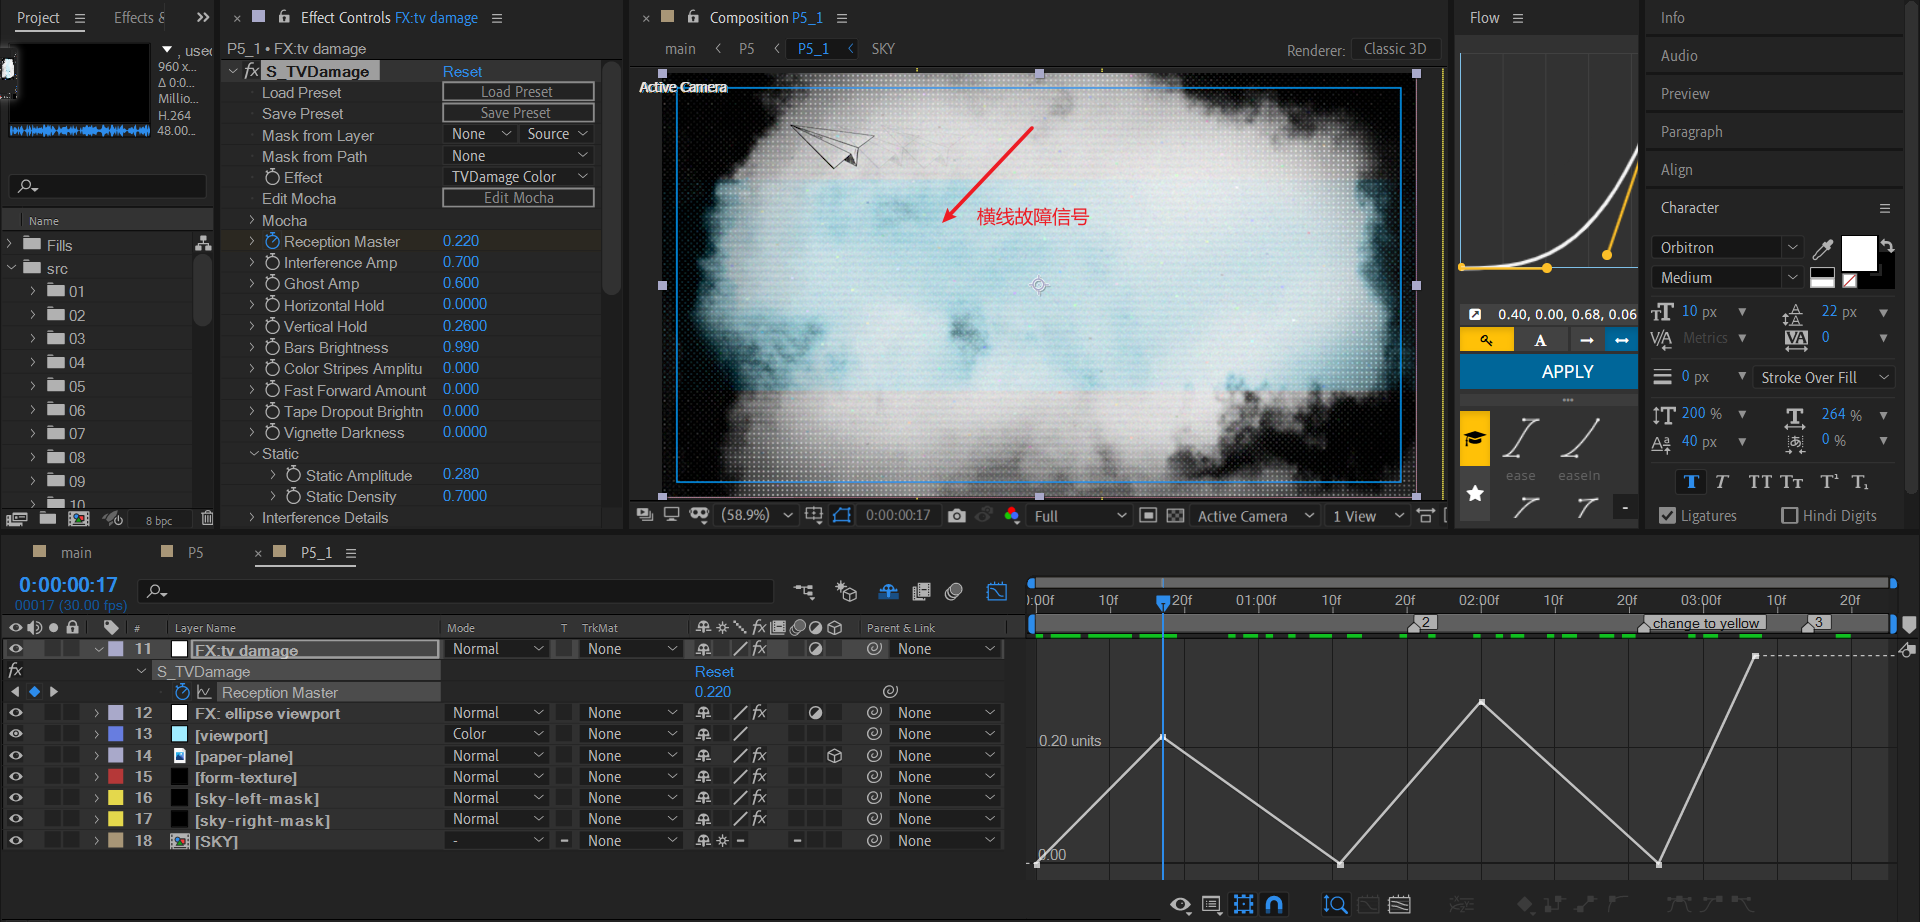 Project
Effects &
Effect Controls FX:tv damage
Composition P5_1
Flow
Info
, used
960 x...
Δ 0:0...
Millio...
H.264
48.00...
P5_1 • FX:tv damage
main
P5
P5_1
SKY
Renderer:
Classic 3D
Audio
Preview
Paragraph
Align
Character
fx S_TVDamage
Reset
Load Preset
Load Preset
Save Preset
Save Preset
Mask from Layer
None
Source
Mask from Path
None
Effect
TVDamage Color
Edit Mocha
Edit Mocha
Mocha
Reception Master
0.220
Interference Amp
0.700
Ghost Amp
0.600
Horizontal Hold
0.0000
Vertical Hold
0.2600
Bars Brightness
0.990
Color Stripes Amplitu
0.000
Fast Forward Amount
0.000
Tape Dropout Brightn
0.000
Vignette Darkness
0.0000
Static
Static Amplitude
0.280
Static Density
0.7000
Interference Details
Name
Fills
src
01
02
03
04
05
06
07
08
09
10
8 bpc
Active Camera
横线故障信号
(58.9%)
0:00:00:17
Full
Active Camera
1 View
0.40, 0.00, 0.68, 0.06
A
APPLY
ease
easeIn
Orbitron
Medium
10 px
22 px
Metrics
0
0 px
Stroke Over Fill
200 %
264 %
40 px
0 %
T T TT Tt T¹ T₁
Ligatures
Hindi Digits
main
P5
P5_1
0:00:00:17
00017 (30.00 fps)
# Layer Name
Mode
T TrkMat
fx
Parent & Link
11 FX:tv damage
Normal
None
fx
None
fx
S_TVDamage
Reset
Reception Master
0.220
12 FX: ellipse viewport
Normal
None
fx
None
13 [viewport]
Color
None
None
14 [paper-plane]
Normal
None
fx
None
15 [form-texture]
Normal
None
fx
None
16 [sky-left-mask]
Normal
None
fx
None
17 [sky-right-mask]
Normal
None
fx
None
18 [SKY]
-
None
None
):00f
10f
20f
01:00f
10f
20f
02:00f
10f
20f
03:00f
10f
20f
2
change to yellow
3
0.20 units
0.00